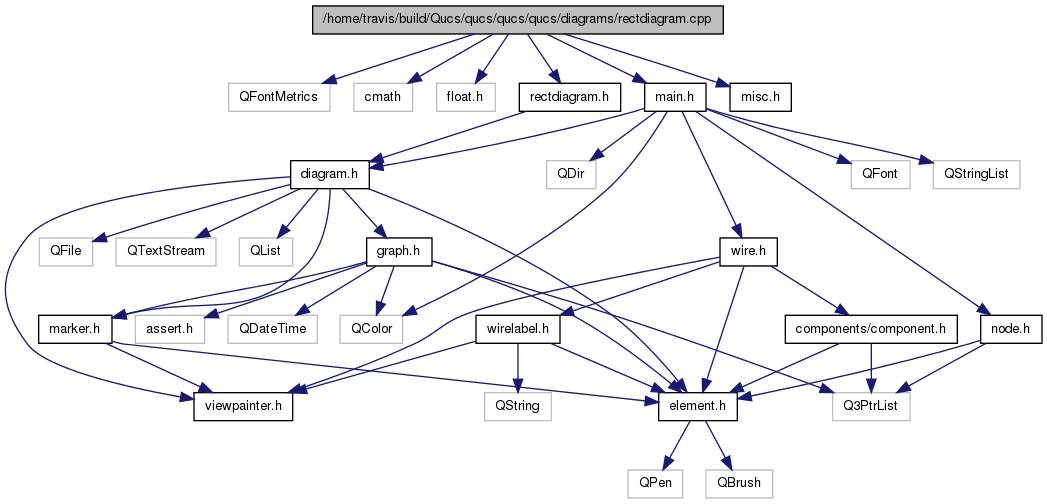 /home/travis/build/Qucs/qucs/qucs/qucs/diagrams/rectdiagram.cpp
QFontMetrics
cmath
float.h
rectdiagram.h
main.h
misc.h
diagram.h
QDir
QFont
QStringList
QFile
QTextStream
QList
graph.h
wire.h
marker.h
assert.h
QDateTime
QColor
wirelabel.h
components/component.h
node.h
viewpainter.h
QString
element.h
Q3PtrList
QPen
QBrush